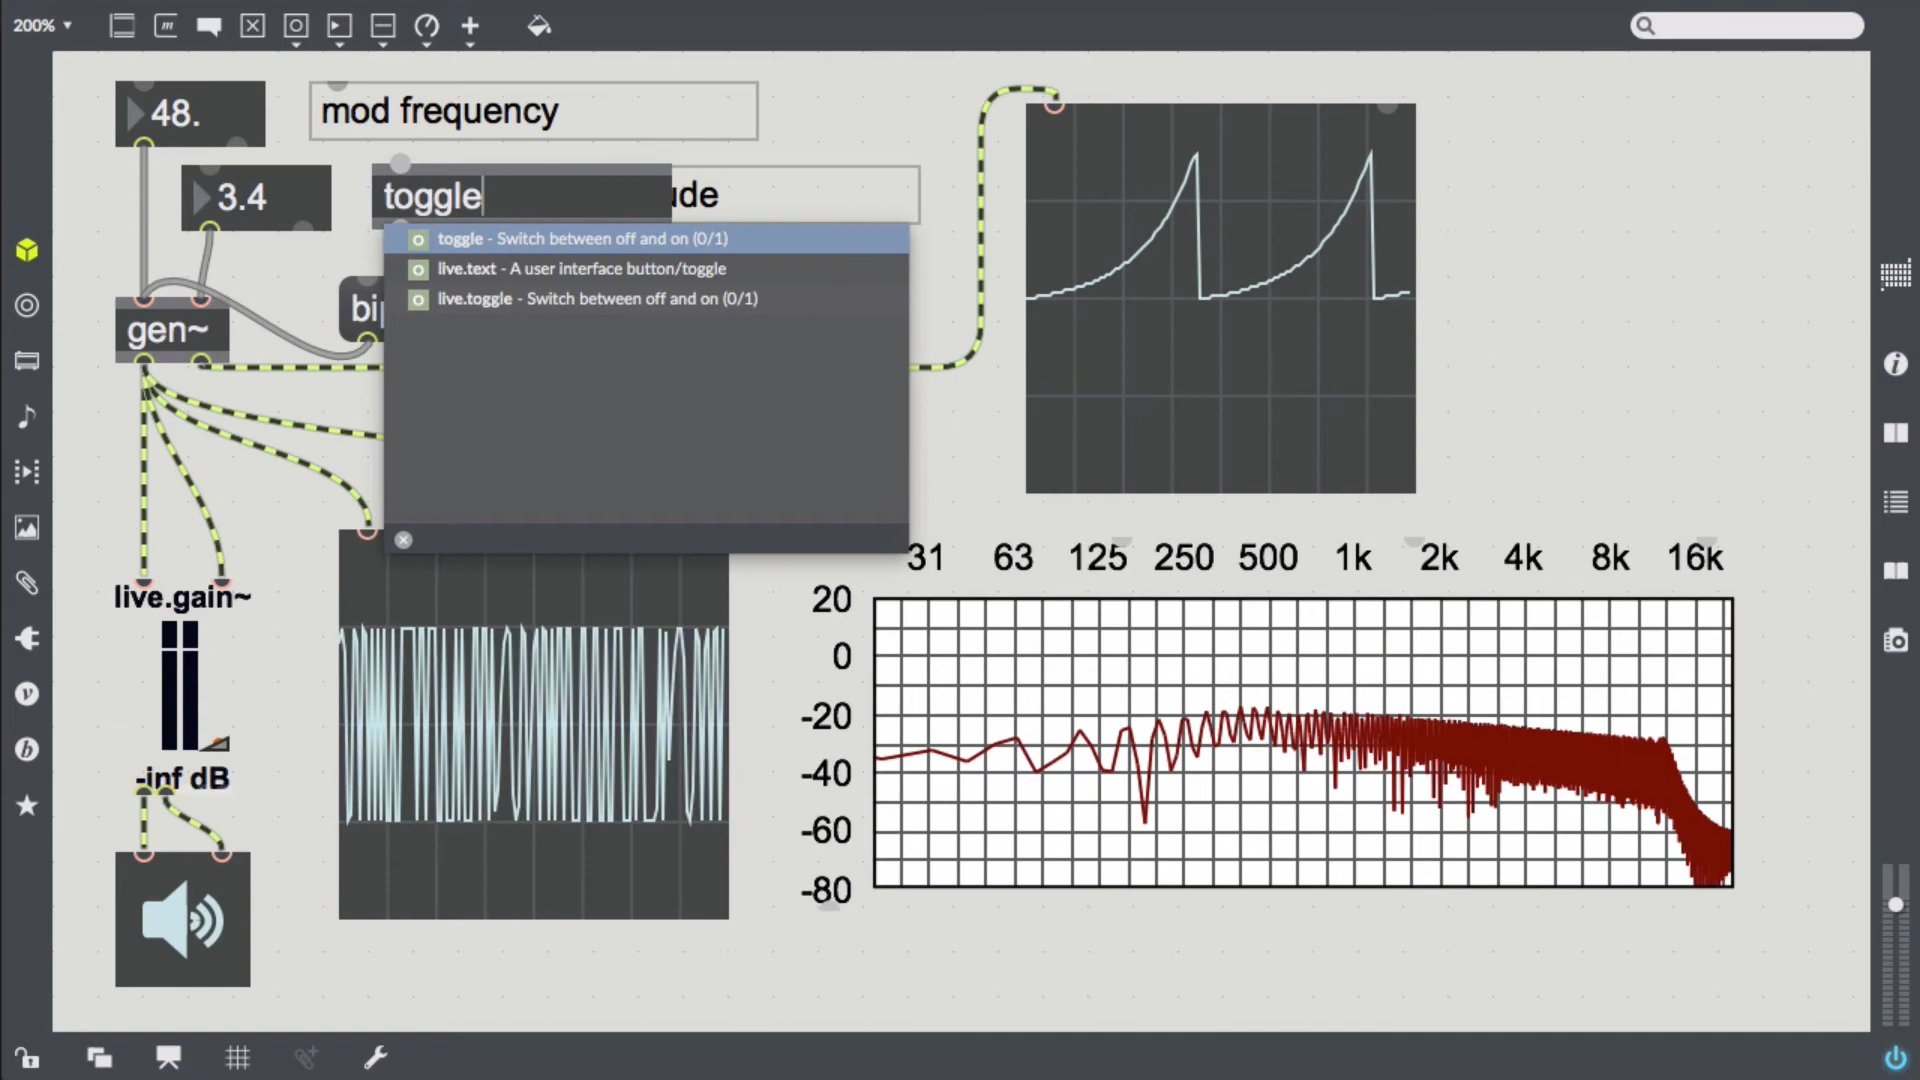 200%
48.
mod frequency
3.4
toggle
ude
toggle - Switch between off and on (0/1)
live.text - A user interface button/toggle
live.toggle - Switch between off and on (0/1)
bip
gen~
31 63 125 250 500 1k 2k 4k 8k 16k
20
0
-20
-40
-60
-80
live.gain~
-inf dB